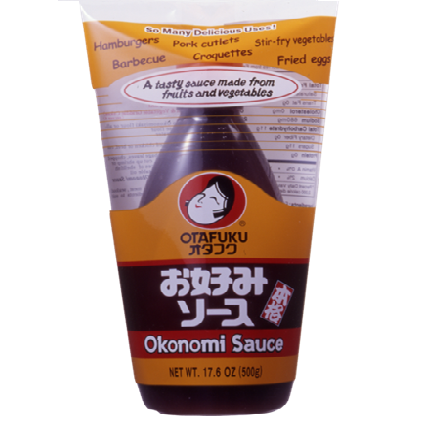 So Many Delicious Uses!
Hamburgers Pork cutlets Stir-fry vegetables
Barbecue Croquettes Fried eggs
A tasty sauce made from
fruits and vegetables
OTAFUKU
オタフク
お好み
ソース
本格
Okonomi Sauce
NET WT. 17.6 OZ (500g)